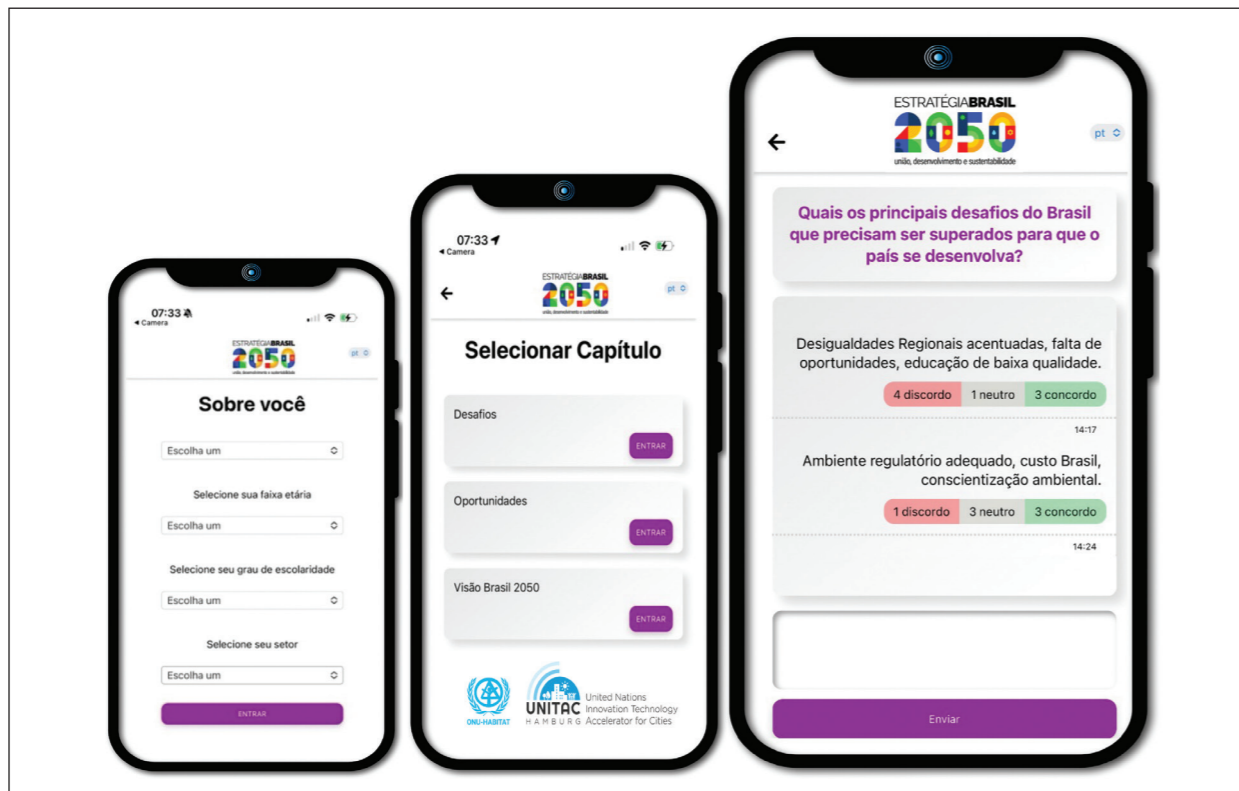 07:33
◄ Camera
ESTRATÉGIABRASIL
2050
união, desenvolvimento e sustentabilidade
pt
Sobre você
Escolha um
Selecione sua faixa etária
Escolha um
Selecione seu grau de escolaridade
Escolha um
Selecione seu setor
Escolha um
ENTRAR
07:33
◄ Camera
ESTRATÉGIABRASIL
2050
união, desenvolvimento e sustentabilidade
pt
Selecionar Capítulo
Desafios
ENTRAR
Oportunidades
ENTRAR
Visão Brasil 2050
ENTRAR
ONU-HABITAT
UNITAC
HAMBURG
United Nations
Innovation Technology
Accelerator for Cities
ESTRATÉGIABRASIL
2050
união, desenvolvimento e sustentabilidade
pt
Quais os principais desafios do Brasil
que precisam ser superados para que o
país se desenvolva?
Desigualdades Regionais acentuadas, falta de
oportunidades, educação de baixa qualidade.
4 discordo 1 neutro 3 concordo
14:17
Ambiente regulatório adequado, custo Brasil,
conscientização ambiental.
1 discordo 3 neutro 3 concordo
14:24
Enviar